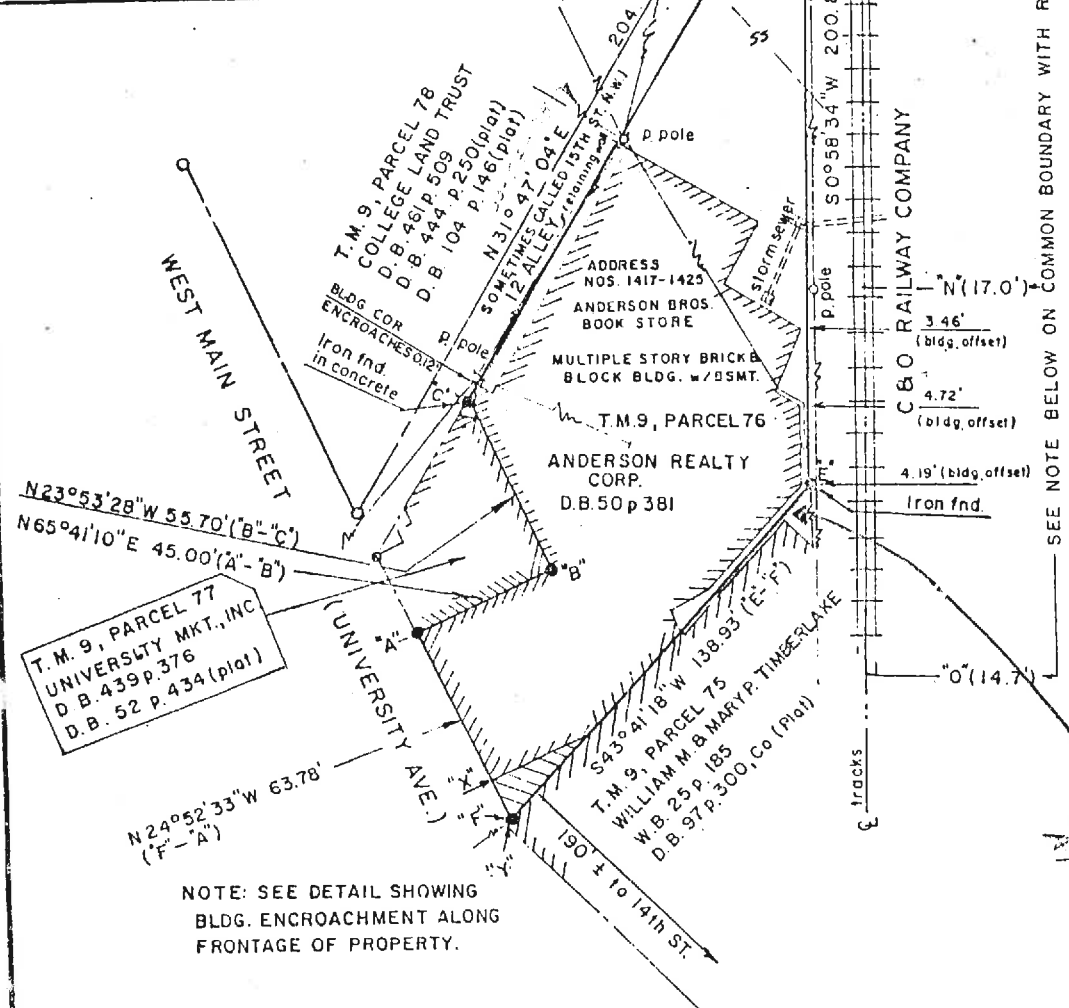 204.
55
S 0° 58' 34" W 200.8
SEE NOTE BELOW ON COMMON BOUNDARY WITH R
T.M. 9, PARCEL 78
COLLEGE LAND TRUST
D.B. 461 p. 509
D.B. 444 p. 250 (plat)
D.B. 104 p. 146 (plat)
N 31° 47' 04" E
SOMETIMES CALLED 15TH ST. N.W.)
12' ALLEY
retaining wall
p. pole
storm sewer
C & O RAILWAY COMPANY
p. pole
"N" (17.0')
3.46'
(bldg. offset)
4.72'
(bldg. offset)
4.19' (bldg. offset)
"E"
Iron fnd.
ADDRESS
NOS. 1417-1425
ANDERSON BROS.
BOOK STORE
MULTIPLE STORY BRICK &
BLOCK BLDG. w/BSMT.
T.M. 9, PARCEL 76
ANDERSON REALTY
CORP.
D.B. 50 p 381
BLDG COR
ENCROACHES 0.12'
p. pole
Iron fnd.
in concrete
"C"
WEST MAIN STREET
(UNIVERSITY AVE.)
N 23° 53' 28" W 55.70' ("B"-"C")
N 65° 41' 10" E 45.00' ("A"-"B")
"B"
"A"
T. M. 9, PARCEL 77
UNIVERSITY MKT., INC.
D.B. 439 p. 376
D.B. 52 p. 434 (plat)
N 24° 52' 33" W 63.78'
("F"-"A")
"X"
"F"
"Y"
S 43° 41' 18" W 138.93' ("E"-"F")
T. M. 9, PARCEL 75
WILLIAM M. & MARY P. TIMBERLAKE
W.B. 25 p. 185
D.B. 97 p. 300, Co (Plat)
"O" (14.7')
tracks
℄
190' ± to 14th ST.
NOTE: SEE DETAIL SHOWING
BLDG. ENCROACHMENT ALONG
FRONTAGE OF PROPERTY.